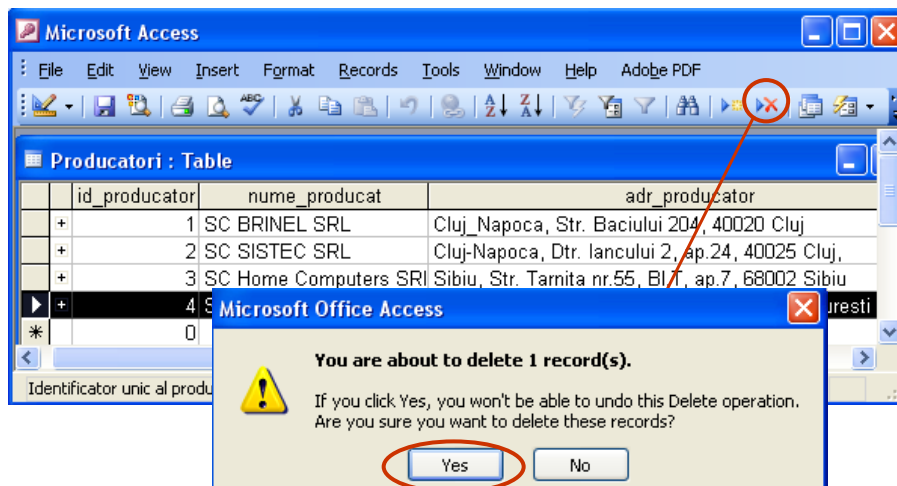 Microsoft Access
File Edit View Insert Format Records Tools Window Help Adobe PDF
ABC
A Z Z A
Producatori : Table
id_producator nume_producat adr_producator
+ 1 SC BRINEL SRL Cluj_Napoca, Str. Baciului 204, 40020 Cluj
+ 2 SC SISTEC SRL Cluj-Napoca, Dtr. Iancului 2, ap.24, 40025 Cluj,
+ 3 SC Home Computers SRL Sibiu, Str. Tarnita nr.55, Bl.T, ap.7, 68002 Sibiu
+ 4 S uresti
* 0
Identificator unic al produ
Microsoft Office Access
You are about to delete 1 record(s).
If you click Yes, you won't be able to undo this Delete operation.
Are you sure you want to delete these records?
Yes No